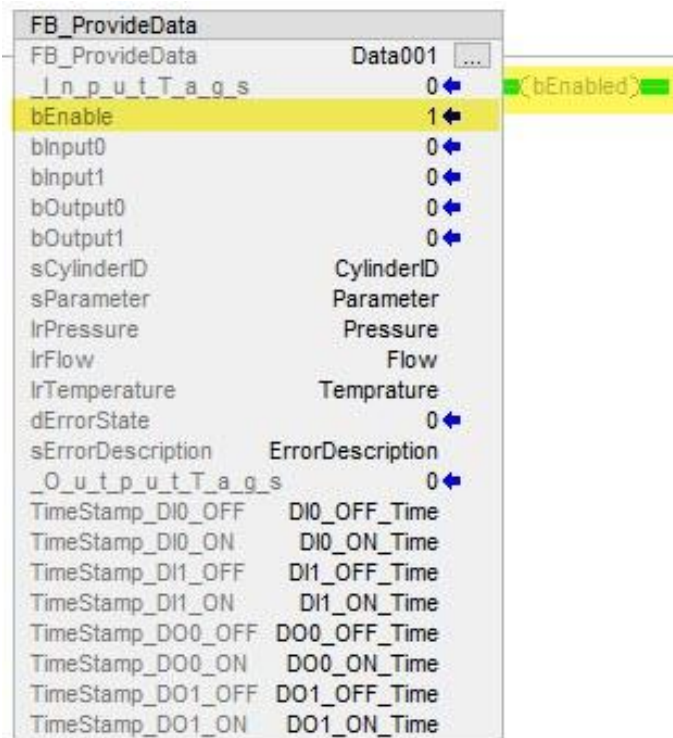 FB_ProvideData
FB_ProvideData Data001 ...
_I_n_p_u_t_T_a_g_s 0
bEnable 1
(bEnabled)
bInput0 0
bInput1 0
bOutput0 0
bOutput1 0
sCylinderID CylinderID
sParameter Parameter
lrPressure Pressure
lrFlow Flow
lrTemperature Temprature
dErrorState 0
sErrorDescription ErrorDescription
_O_u_t_p_u_t_T_a_g_s 0
TimeStamp_DI0_OFF DI0_OFF_Time
TimeStamp_DI0_ON DI0_ON_Time
TimeStamp_DI1_OFF DI1_OFF_Time
TimeStamp_DI1_ON DI1_ON_Time
TimeStamp_DO0_OFF DO0_OFF_Time
TimeStamp_DO0_ON DO0_ON_Time
TimeStamp_DO1_OFF DO1_OFF_Time
TimeStamp_DO1_ON DO1_ON_Time